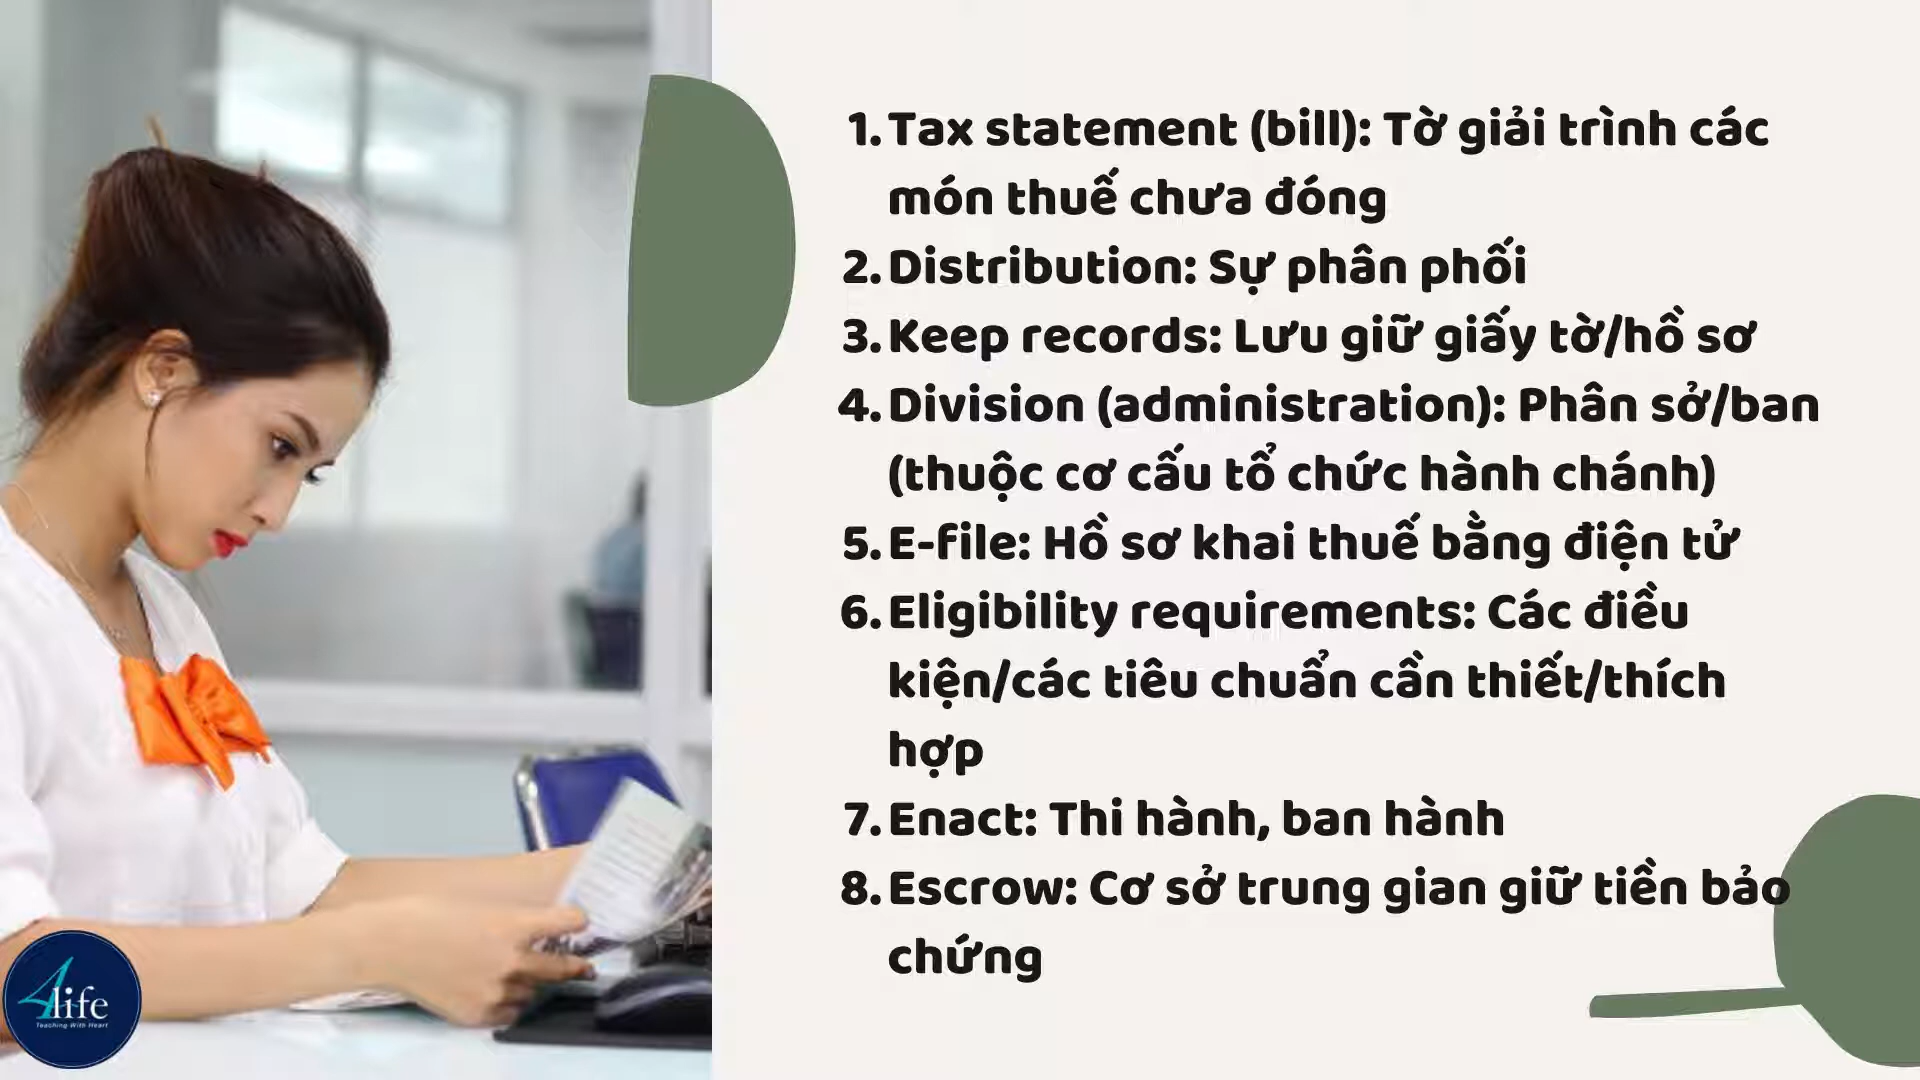 1. Tax statement (bill): Tờ giải trình các
món thuế chưa đóng
2. Distribution: Sự phân phối
3. Keep records: Lưu giữ giấy tờ/hồ sơ
4. Division (administration): Phân sở/ban
(thuộc cơ cấu tổ chức hành chánh)
5. E-file: Hồ sơ khai thuế bằng điện tử
6. Eligibility requirements: Các điều
kiện/các tiêu chuẩn cần thiết/thích
hợp
7. Enact: Thi hành, ban hành
8. Escrow: Cơ sở trung gian giữ tiền bảo
chứng
4life
Teaching With Heart